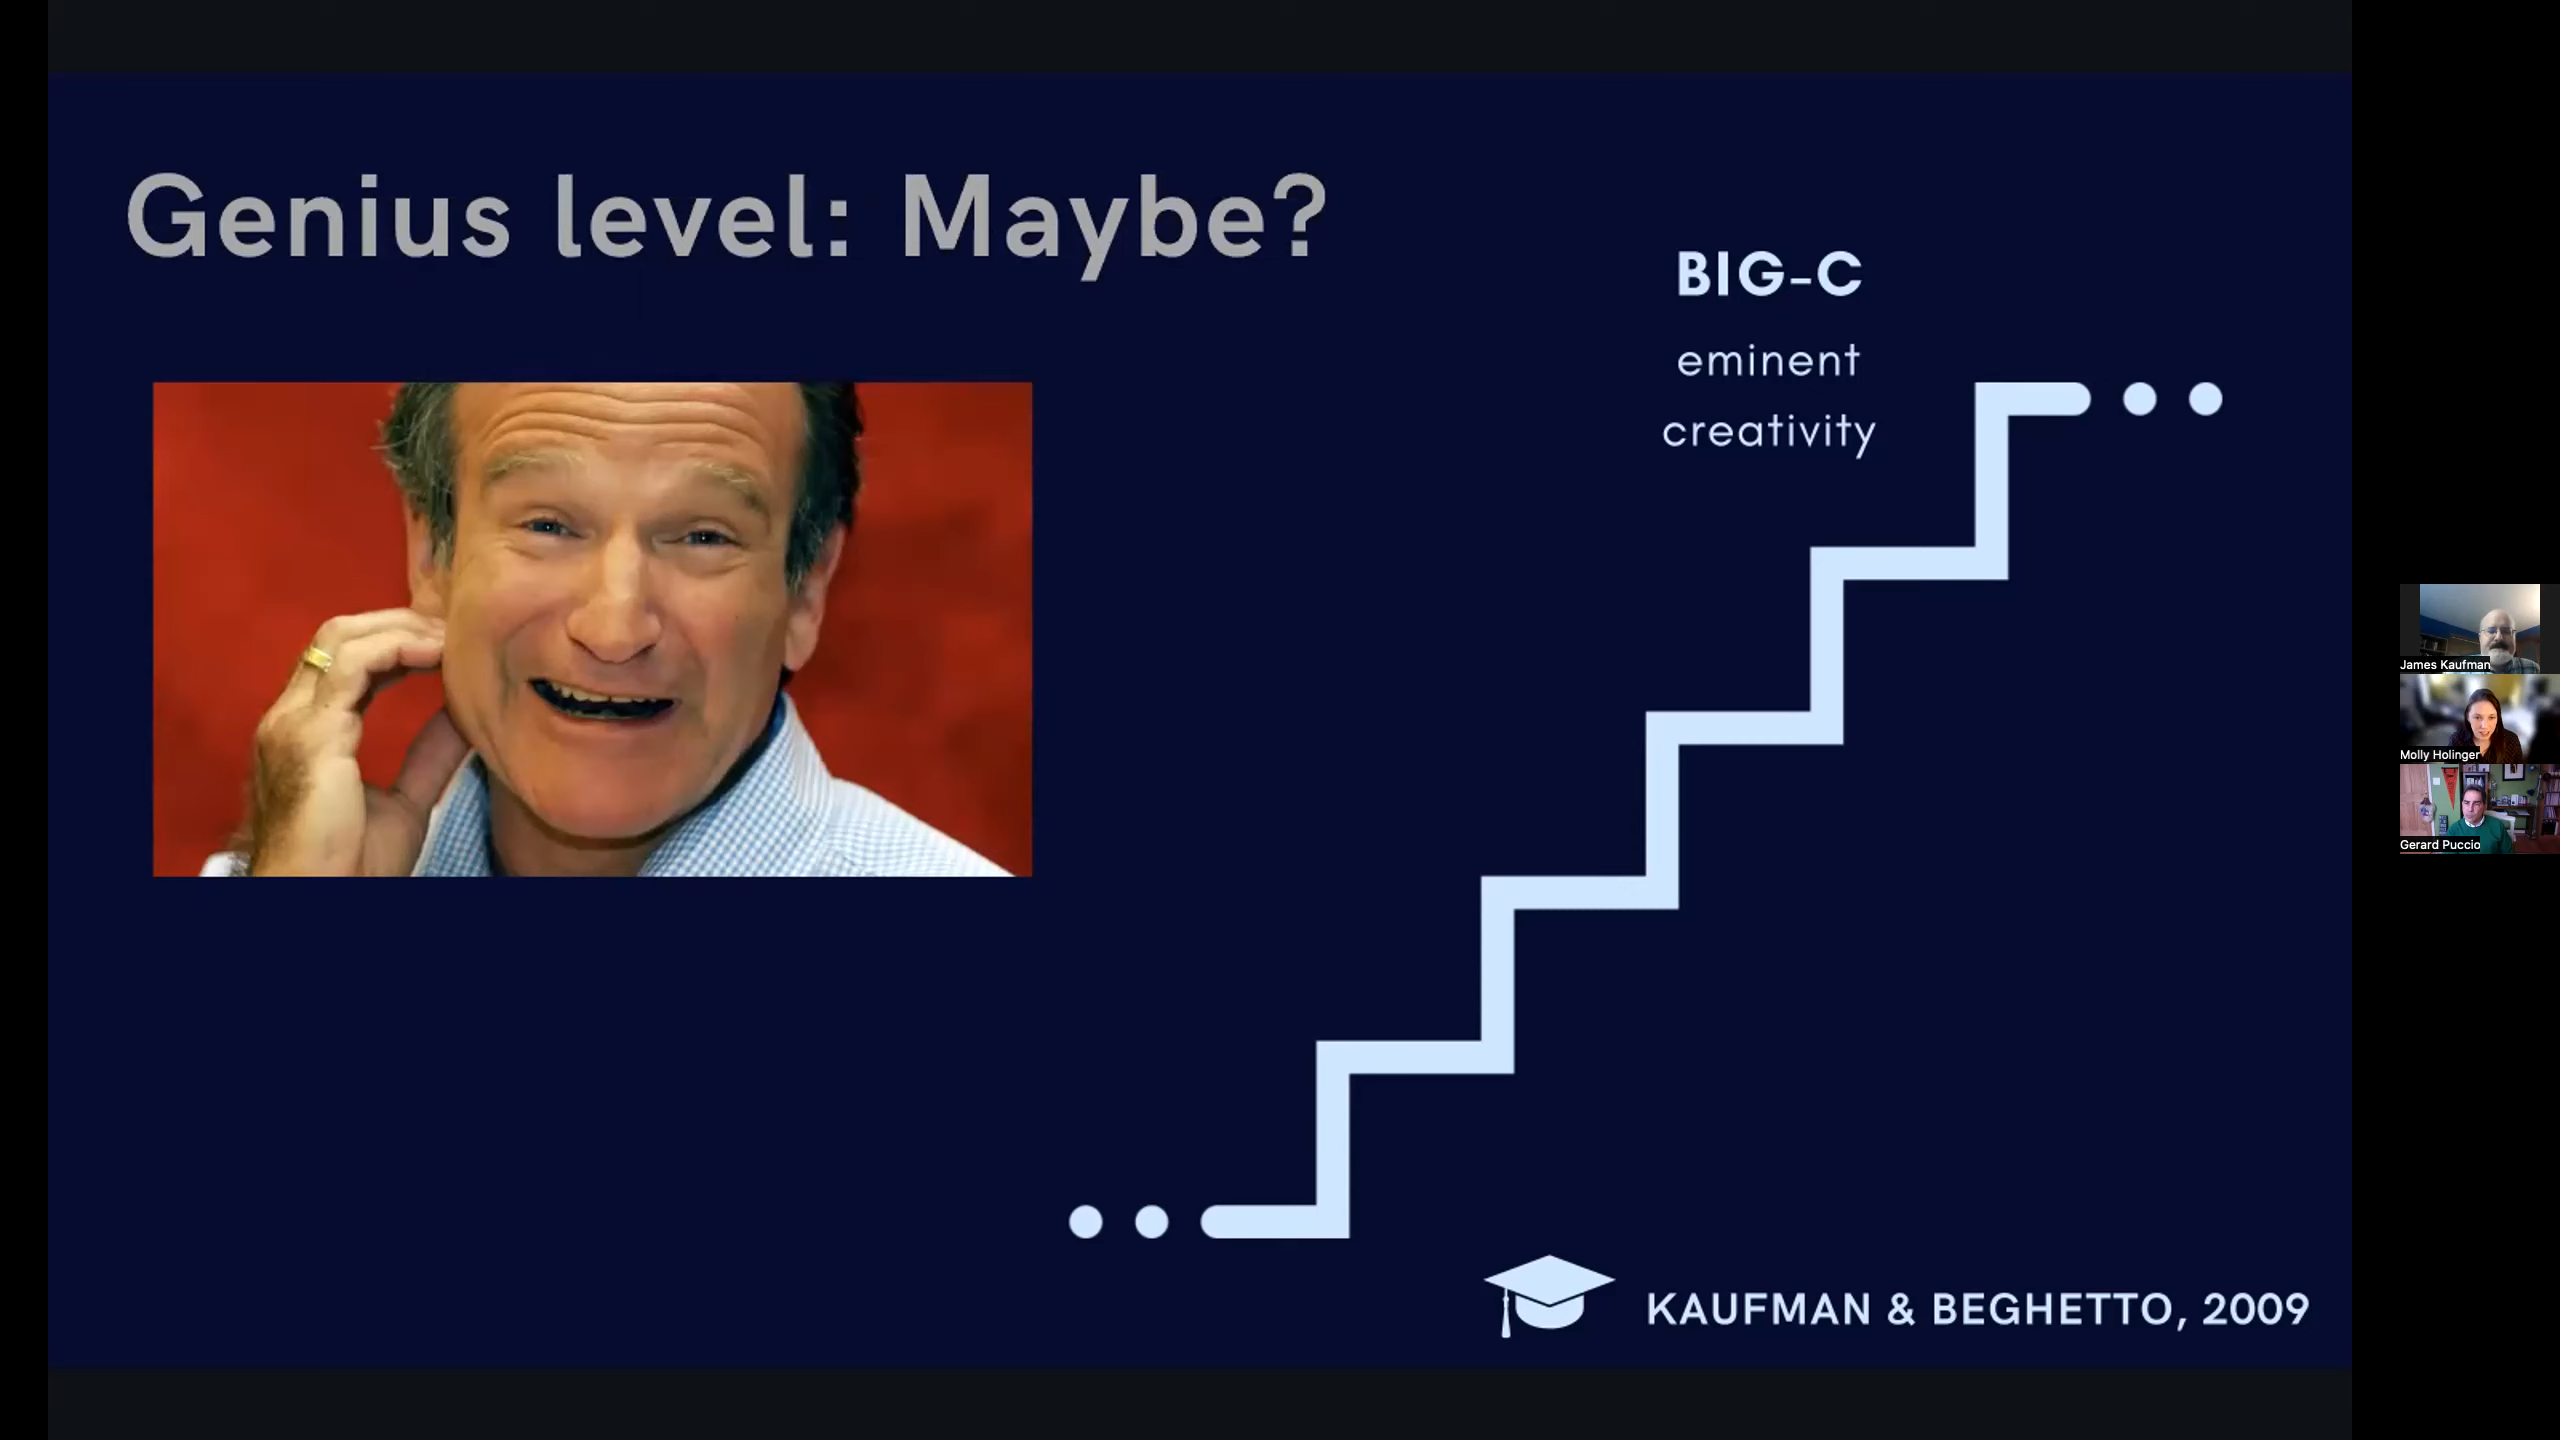 Genius level: Maybe?
BIG-C
eminent
creativity
KAUFMAN & BEGHETTO, 2009
James Kaufman
Molly Holinger
Gerard Puccio